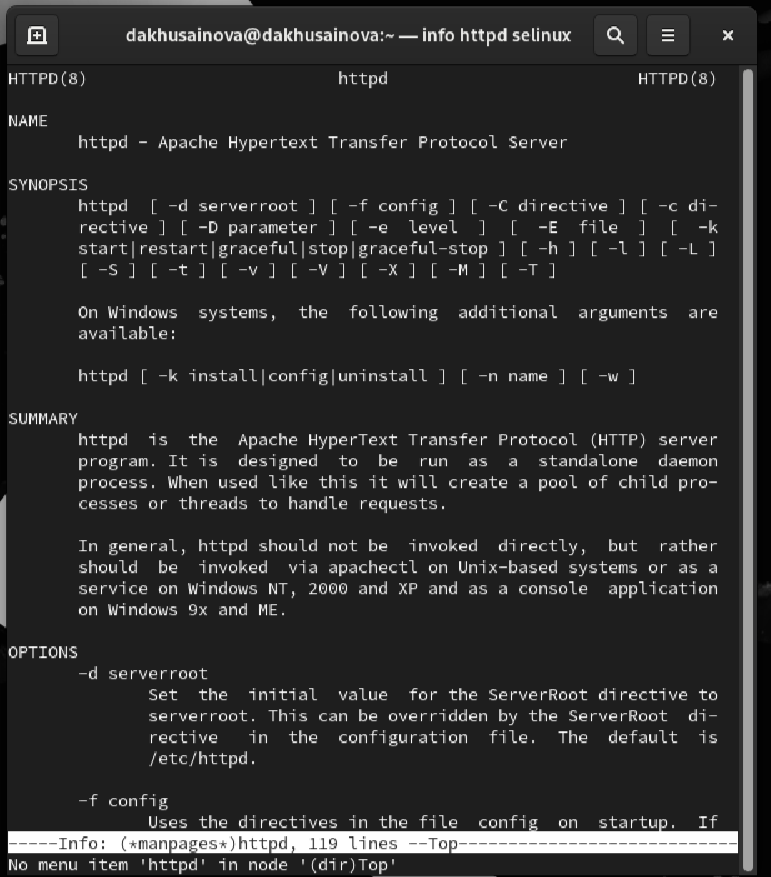 dakhusainova@dakhusainova:~ — info httpd selinux
HTTPD(8) httpd HTTPD(8)
NAME
httpd - Apache Hypertext Transfer Protocol Server
SYNOPSIS
httpd [ -d serverroot ] [ -f config ] [ -C directive ] [ -c di-
rective ] [ -D parameter ] [ -e level ] [ -E file ] [ -k
start|restart|graceful|stop|graceful-stop ] [ -h ] [ -l ] [ -L ]
[ -S ] [ -t ] [ -v ] [ -V ] [ -X ] [ -M ] [ -T ]
On Windows systems, the following additional arguments are
available:
httpd [ -k install|config|uninstall ] [ -n name ] [ -w ]
SUMMARY
httpd is the Apache HyperText Transfer Protocol (HTTP) server
program. It is designed to be run as a standalone daemon
process. When used like this it will create a pool of child pro-
cesses or threads to handle requests.
In general, httpd should not be invoked directly, but rather
should be invoked via apachectl on Unix-based systems or as a
service on Windows NT, 2000 and XP and as a console application
on Windows 9x and ME.
OPTIONS
-d serverroot
Set the initial value for the ServerRoot directive to
serverroot. This can be overridden by the ServerRoot di-
rective in the configuration file. The default is
/etc/httpd.
-f config
Uses the directives in the file config on startup. If
-----Info: (*manpages*)httpd, 119 lines --Top---------------------------
No menu item 'httpd' in node '(dir)Top'